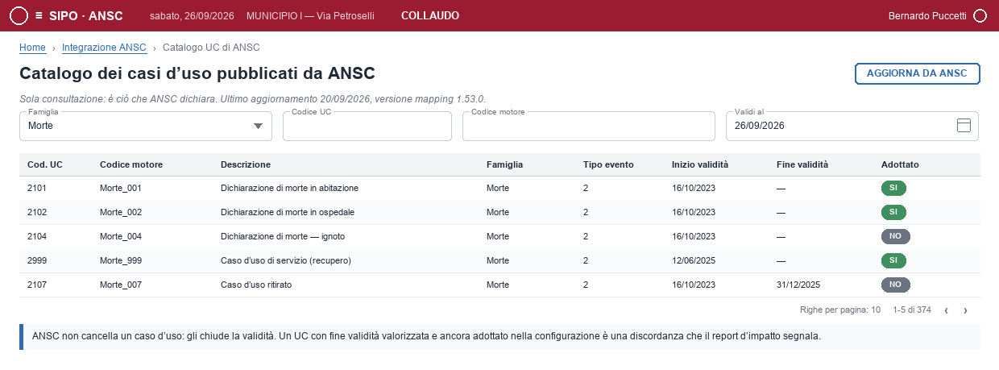 ≡ SIPO · ANSC sabato, 26/09/2026 MUNICIPIO I — Via Petroselli COLLAUDO Bernardo Puccetti
Home › Integrazione ANSC › Catalogo UC di ANSC
Catalogo dei casi d’uso pubblicati da ANSC AGGIORNA DA ANSC
Sola consultazione: è ciò che ANSC dichiara. Ultimo aggiornamento 20/09/2026, versione mapping 1.53.0.
Famiglia Codice UC Codice motore Validi al
Morte 26/09/2026
Cod. UC Codice motore Descrizione Famiglia Tipo evento Inizio validità Fine validità Adottato
2101 Morte_001 Dichiarazione di morte in abitazione Morte 2 16/10/2023 — SI
2102 Morte_002 Dichiarazione di morte in ospedale Morte 2 16/10/2023 — SI
2104 Morte_004 Dichiarazione di morte — ignoto Morte 2 16/10/2023 — NO
2999 Morte_999 Caso d’uso di servizio (recupero) Morte 2 12/06/2025 — SI
2107 Morte_007 Caso d’uso ritirato Morte 2 16/10/2023 31/12/2025 NO
Righe per pagina: 10 1-5 di 374 ‹ ›
ANSC non cancella un caso d’uso: gli chiude la validità. Un UC con fine validità valorizzata e ancora adottato nella configurazione è una discordanza che il report d’impatto segnala.